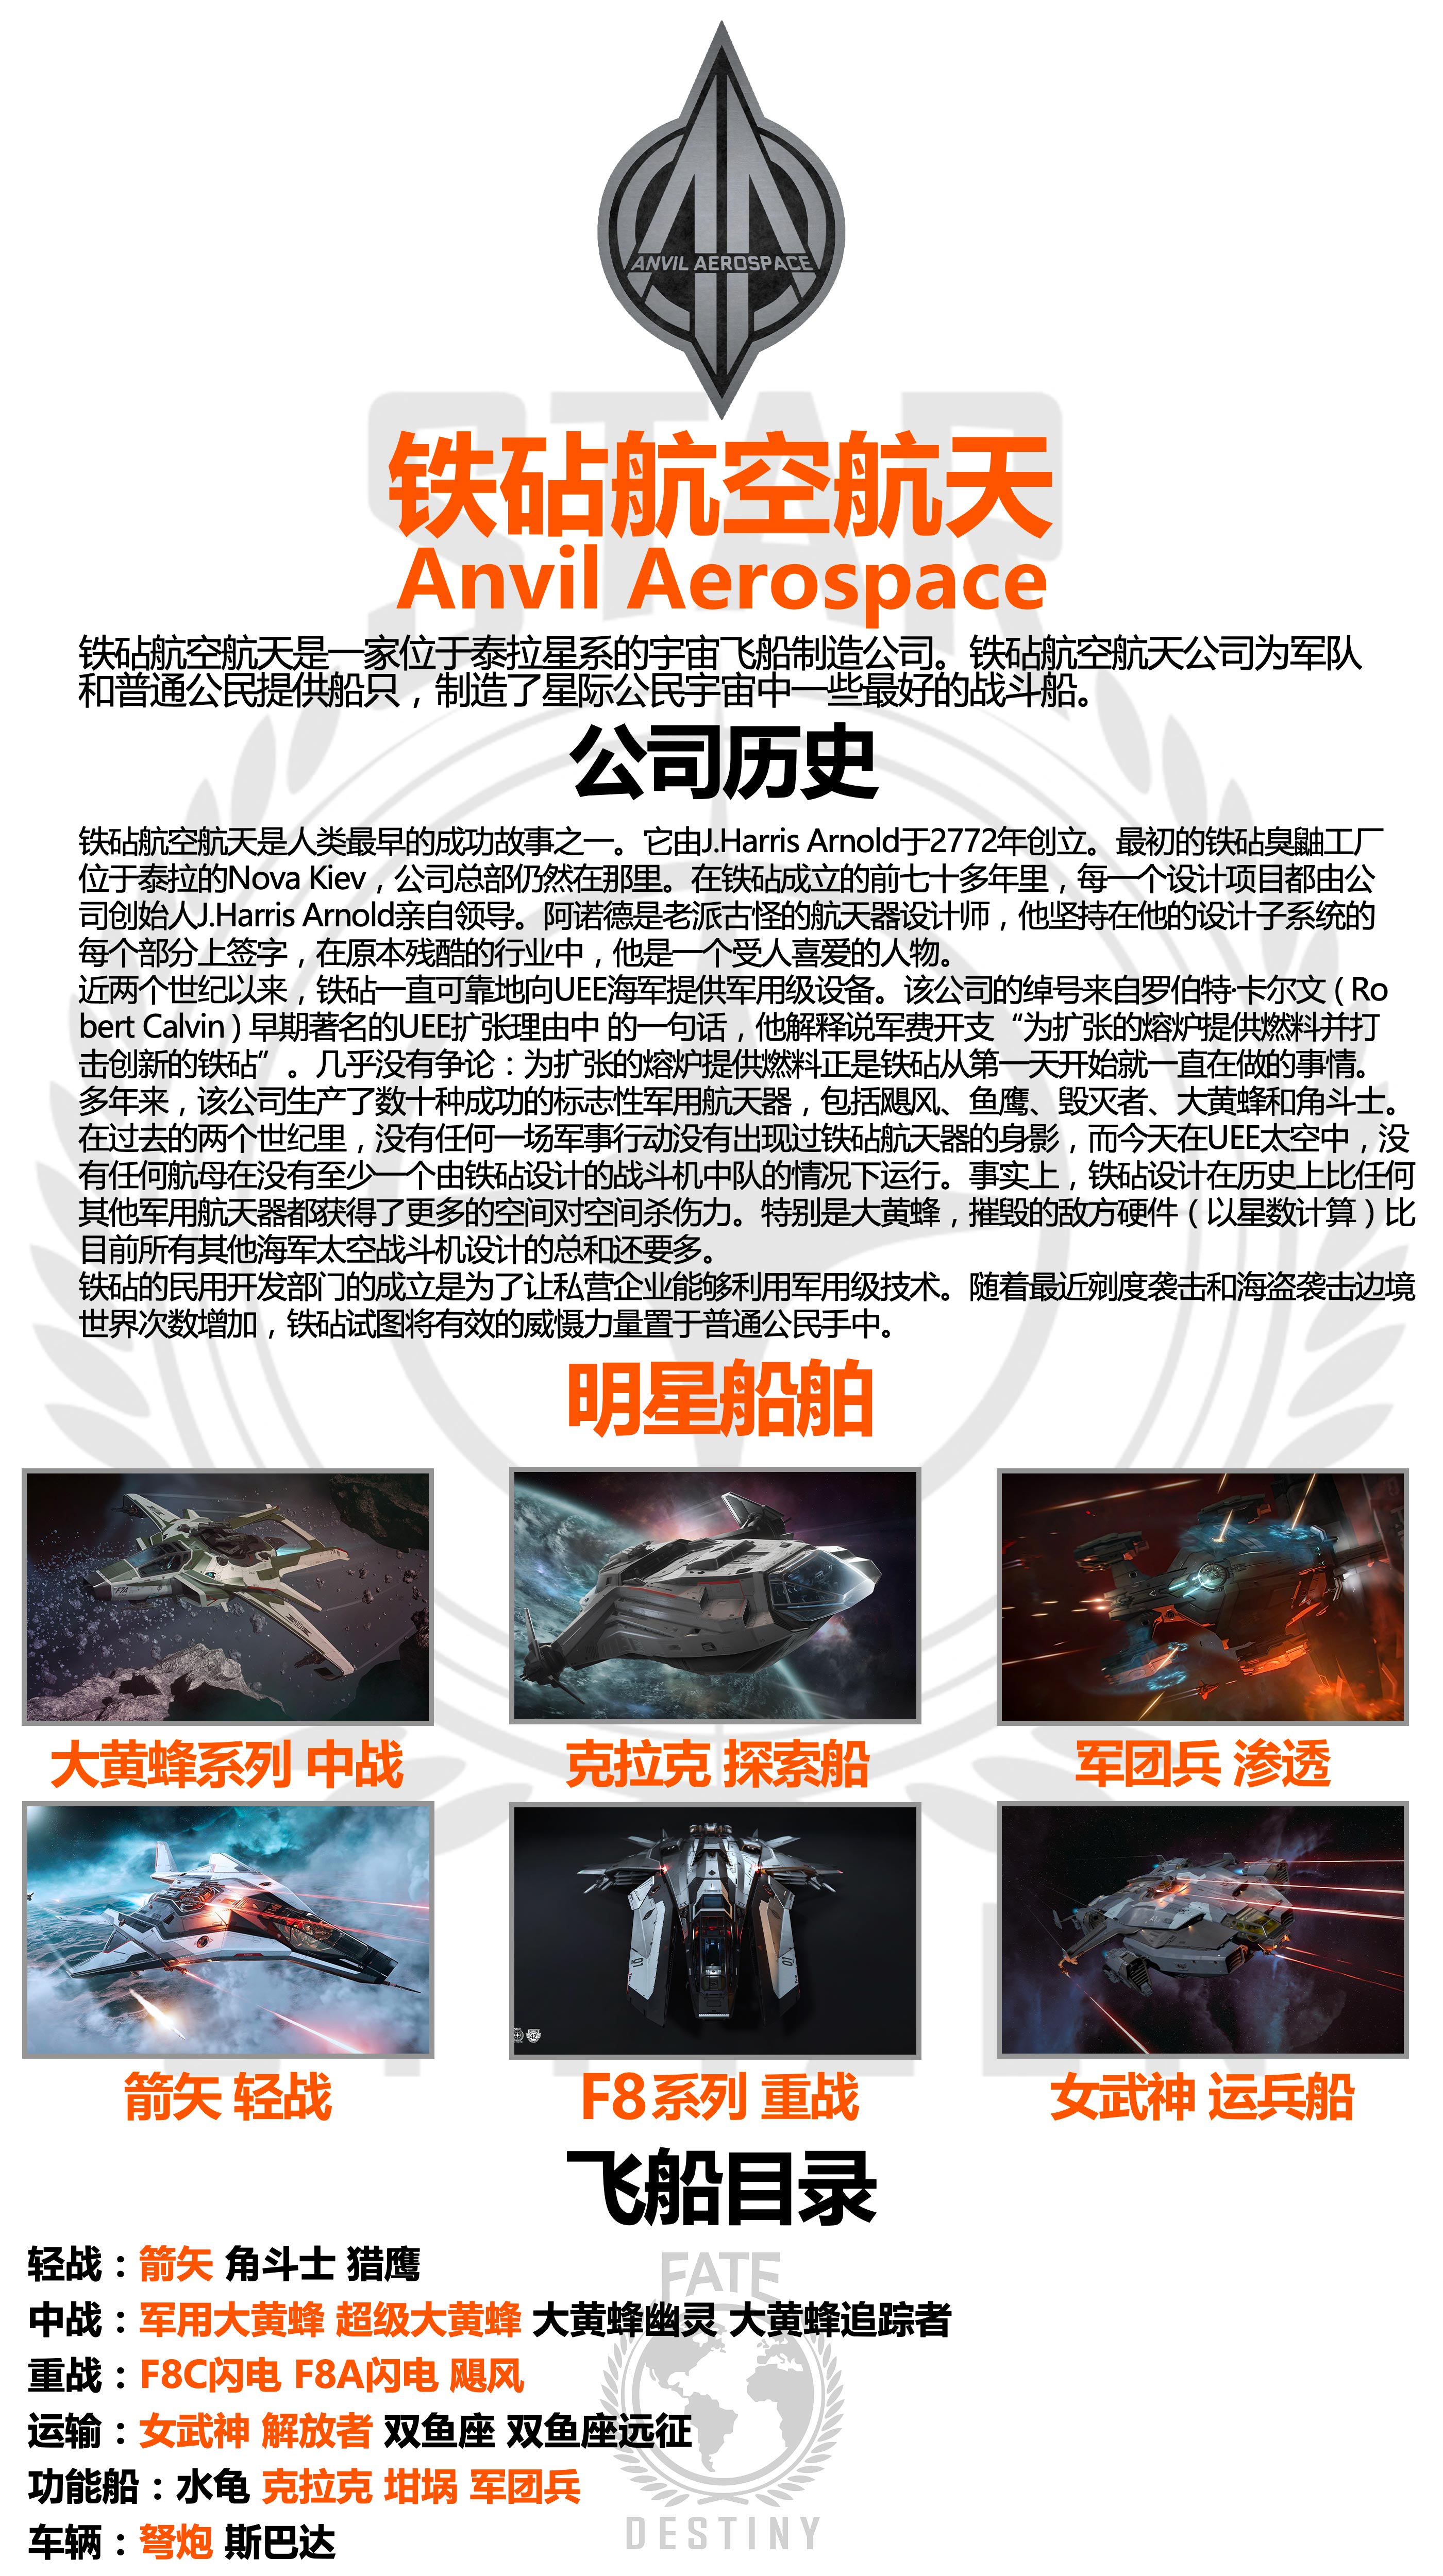 ANVIL AEROSPACE
铁砧航空航天
Anvil Aerospace
铁砧航空航天是一家位于泰拉星系的宇宙飞船制造公司。铁砧航空航天公司为军队
和普通公民提供船只，制造了星际公民宇宙中一些最好的战斗船。
公司历史
铁砧航空航天是人类最早的成功故事之一。它由J.Harris Arnold于2772年创立。最初的铁砧臭鼬工厂
位于泰拉的Nova Kiev，公司总部仍然在那里。在铁砧成立的前七十多年里，每一个设计项目都由公
司创始人J.Harris Arnold亲自领导。阿诺德是老派古怪的航天器设计师，他坚持在他的设计子系统的
每个部分上签字，在原本残酷的行业中，他是一个受人喜爱的人物。
近两个世纪以来，铁砧一直可靠地向UEE海军提供军用级设备。该公司的绰号来自罗伯特·卡尔文（Ro
bert Calvin）早期著名的UEE扩张理由中 的一句话，他解释说军费开支“为扩张的熔炉提供燃料并打
击创新的铁砧”。几乎没有争论：为扩张的熔炉提供燃料正是铁砧从第一天开始就一直在做的事情。
多年来，该公司生产了数十种成功的标志性军用航天器，包括飓风、鱼鹰、毁灭者、大黄蜂和角斗士。
在过去的两个世纪里，没有任何一场军事行动没有出现过铁砧航天器的身影，而今天在UEE太空中，没
有任何航母在没有至少一个由铁砧设计的战斗机中队的情况下运行。事实上，铁砧设计在历史上比任何
其他军用航天器都获得了更多的空间对空间杀伤力。特别是大黄蜂，摧毁的敌方硬件（以星数计算）比
目前所有其他海军太空战斗机设计的总和还要多。
铁砧的民用开发部门的成立是为了让私营企业能够利用军用级技术。随着最近剜度袭击和海盗袭击边境
世界次数增加，铁砧试图将有效的威慑力量置于普通公民手中。
明星船舶
大黄蜂系列 中战
克拉克 探索船
军团兵 渗透
箭矢 轻战
F8系列 重战
女武神 运兵船
飞船目录
轻战：箭矢 角斗士 猎鹰
中战：军用大黄蜂 超级大黄蜂 大黄蜂幽灵 大黄蜂追踪者
重战：F8C闪电 F8A闪电 飓风
运输：女武神 解放者 双鱼座 双鱼座远征
功能船：水龟 克拉克 坩埚 军团兵
车辆：弩炮 斯巴达
STAR
FATE
DESTINY